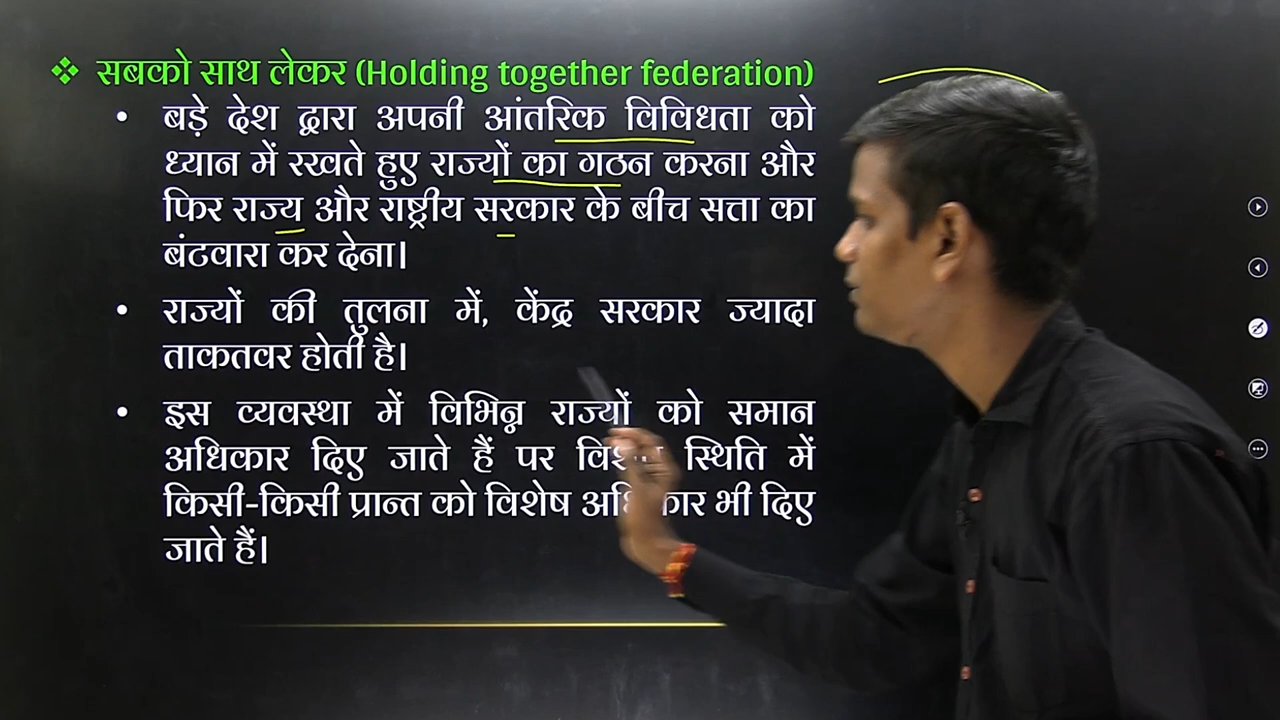 ❖ सबको साथ लेकर (Holding together federation)
• बड़े देश द्वारा अपनी आंतरिक विविधता को
ध्यान में रखते हुए राज्यों का गठन करना और
फिर राज्य और राष्ट्रीय सरकार के बीच सत्ता का
बंटवारा कर देना।
• राज्यों की तुलना में, केंद्र सरकार ज्यादा
ताकतवर होती है।
• इस व्यवस्था में विभिन्न राज्यों को समान
अधिकार दिए जाते हैं पर स्थिति में
किसी-किसी प्रान्त को विशेष भी दिए
जाते हैं।